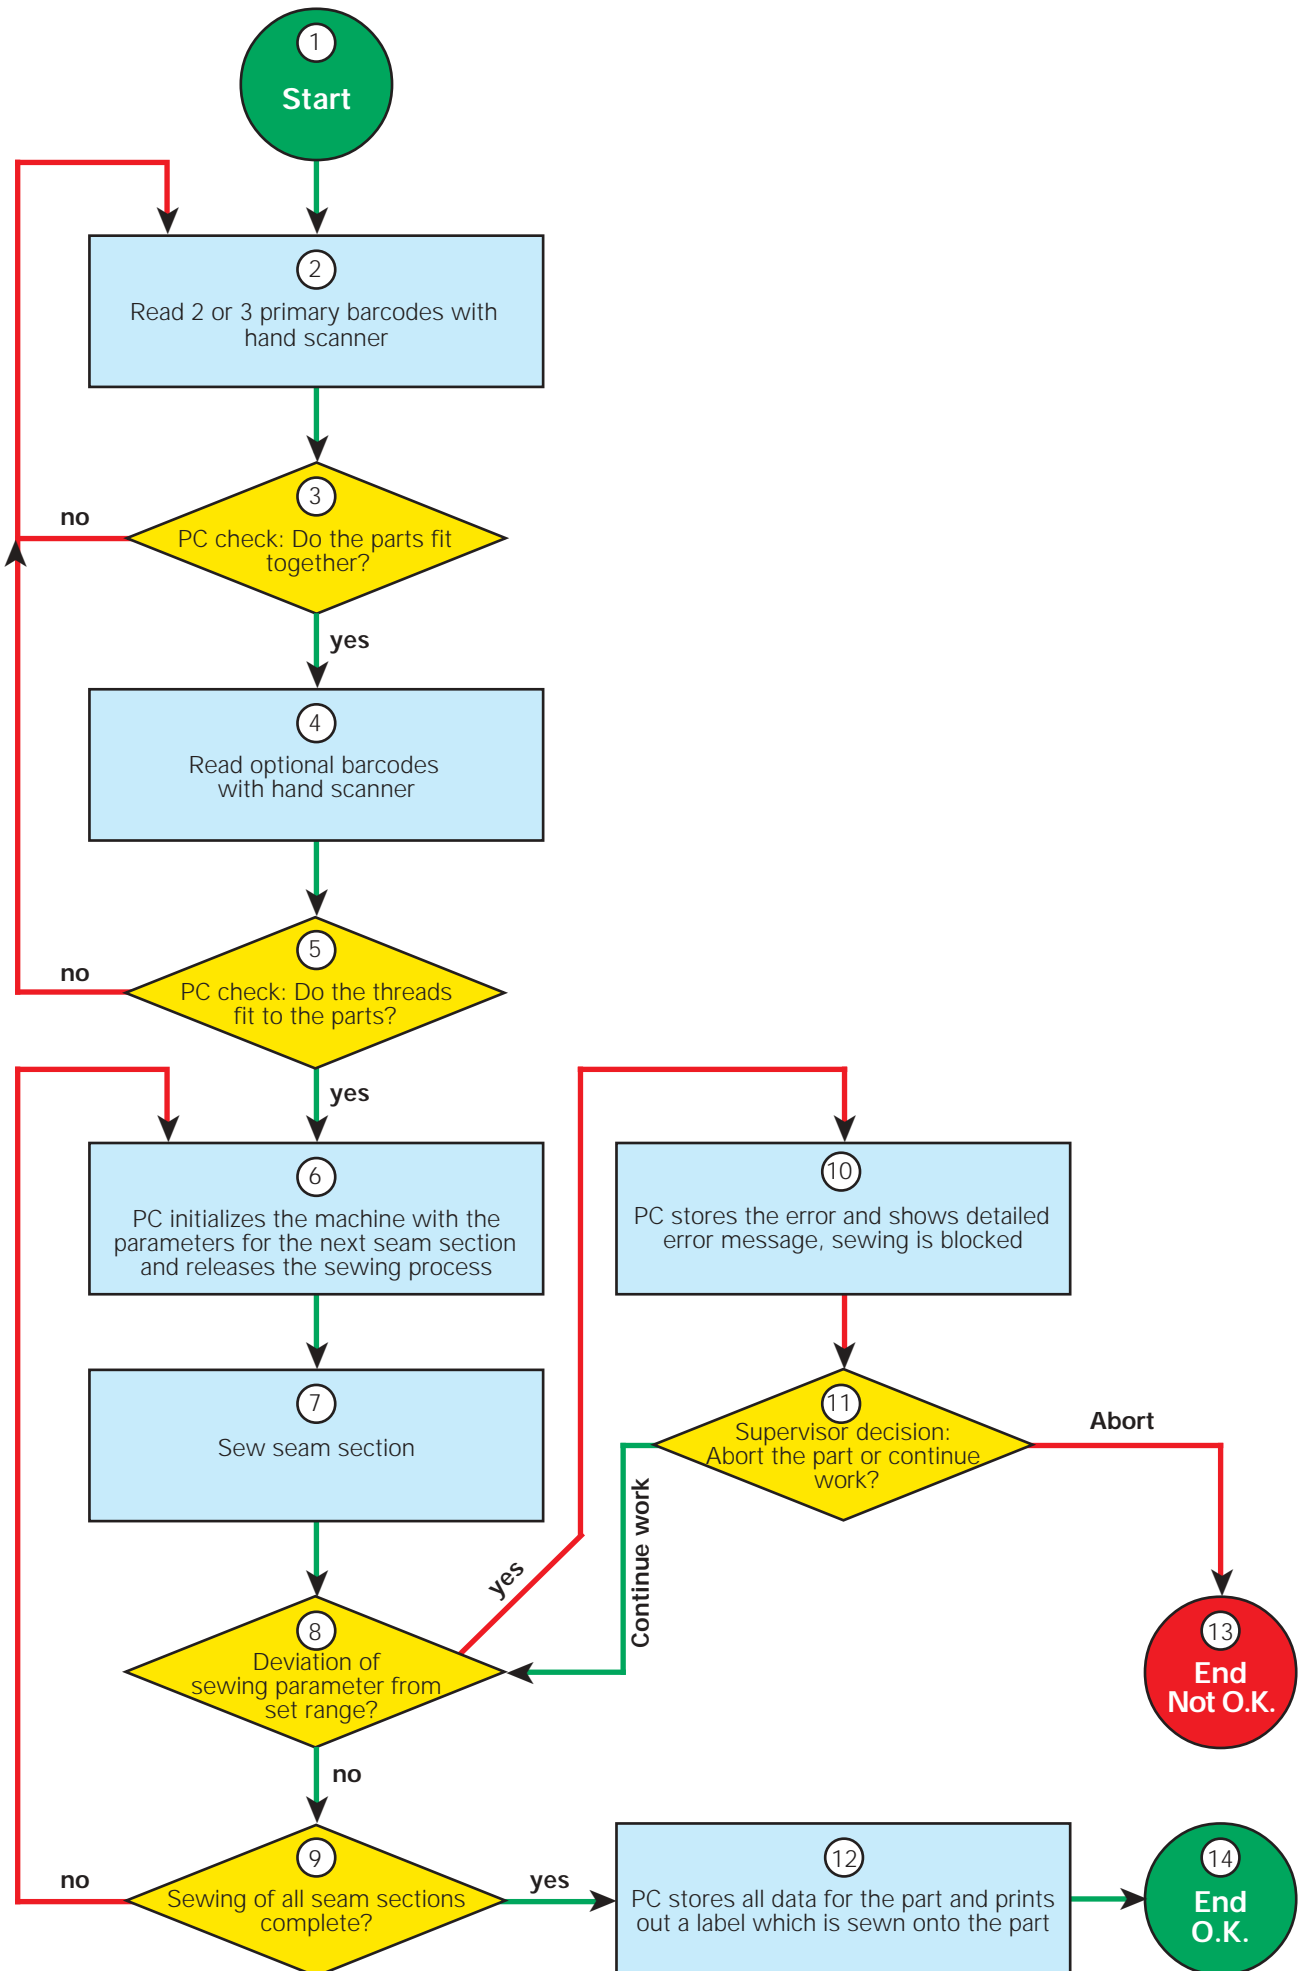 1
Start
2
Read 2 or 3 primary barcodes with
hand scanner
3
PC check: Do the parts fit
together?
no
yes
4
Read optional barcodes
with hand scanner
5
PC check: Do the threads
fit to the parts?
no
yes
6
PC initializes the machine with the
parameters for the next seam section
and releases the sewing process
7
Sew seam section
8
Deviation of
sewing parameter from
set range?
yes
no
9
Sewing of all seam sections
complete?
no
yes
10
PC stores the error and shows detailed
error message, sewing is blocked
11
Supervisor decision:
Abort the part or continue
work?
Abort
Continue work
12
PC stores all data for the part and prints
out a label which is sewn onto the part
13
End
Not O.K.
14
End
O.K.